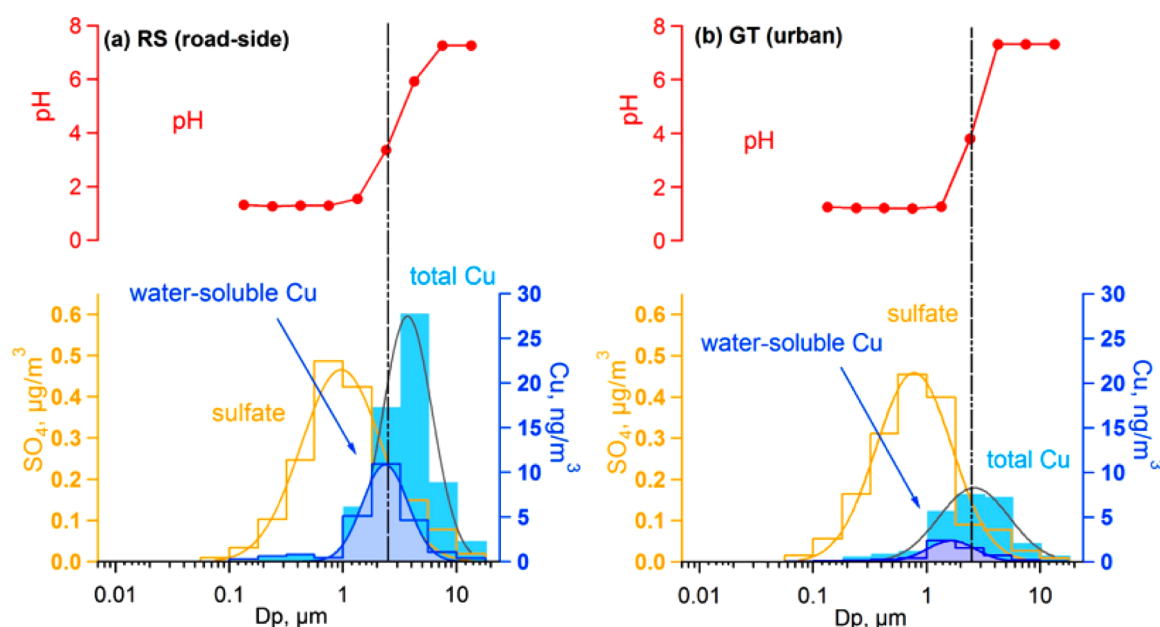 (a) RS (road-side)
8
6
4
2
0
pH
pH
total Cu
water-soluble Cu
sulfate
0.6
0.5
0.4
0.3
0.2
0.1
0.0
SO₄, µg/m³
30
25
20
15
10
5
0
Cu, ng/m³
0.01 0.1 1 10
Dp, µm
(b) GT (urban)
8
6
4
2
0
pH
pH
sulfate
water-soluble Cu
total Cu
0.6
0.5
0.4
0.3
0.2
0.1
0.0
SO₄, µg/m³
30
25
20
15
10
5
0
Cu, ng/m³
0.01 0.1 1 10
Dp, µm